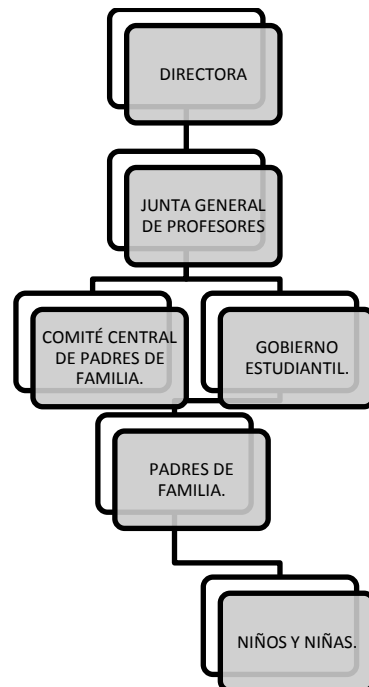 DIRECTORA
JUNTA GENERAL
DE PROFESORES
COMITÉ CENTRAL
DE PADRES DE
FAMILIA.
GOBIERNO
ESTUDIANTIL.
PADRES DE
FAMILIA.
NIÑOS Y NIÑAS.